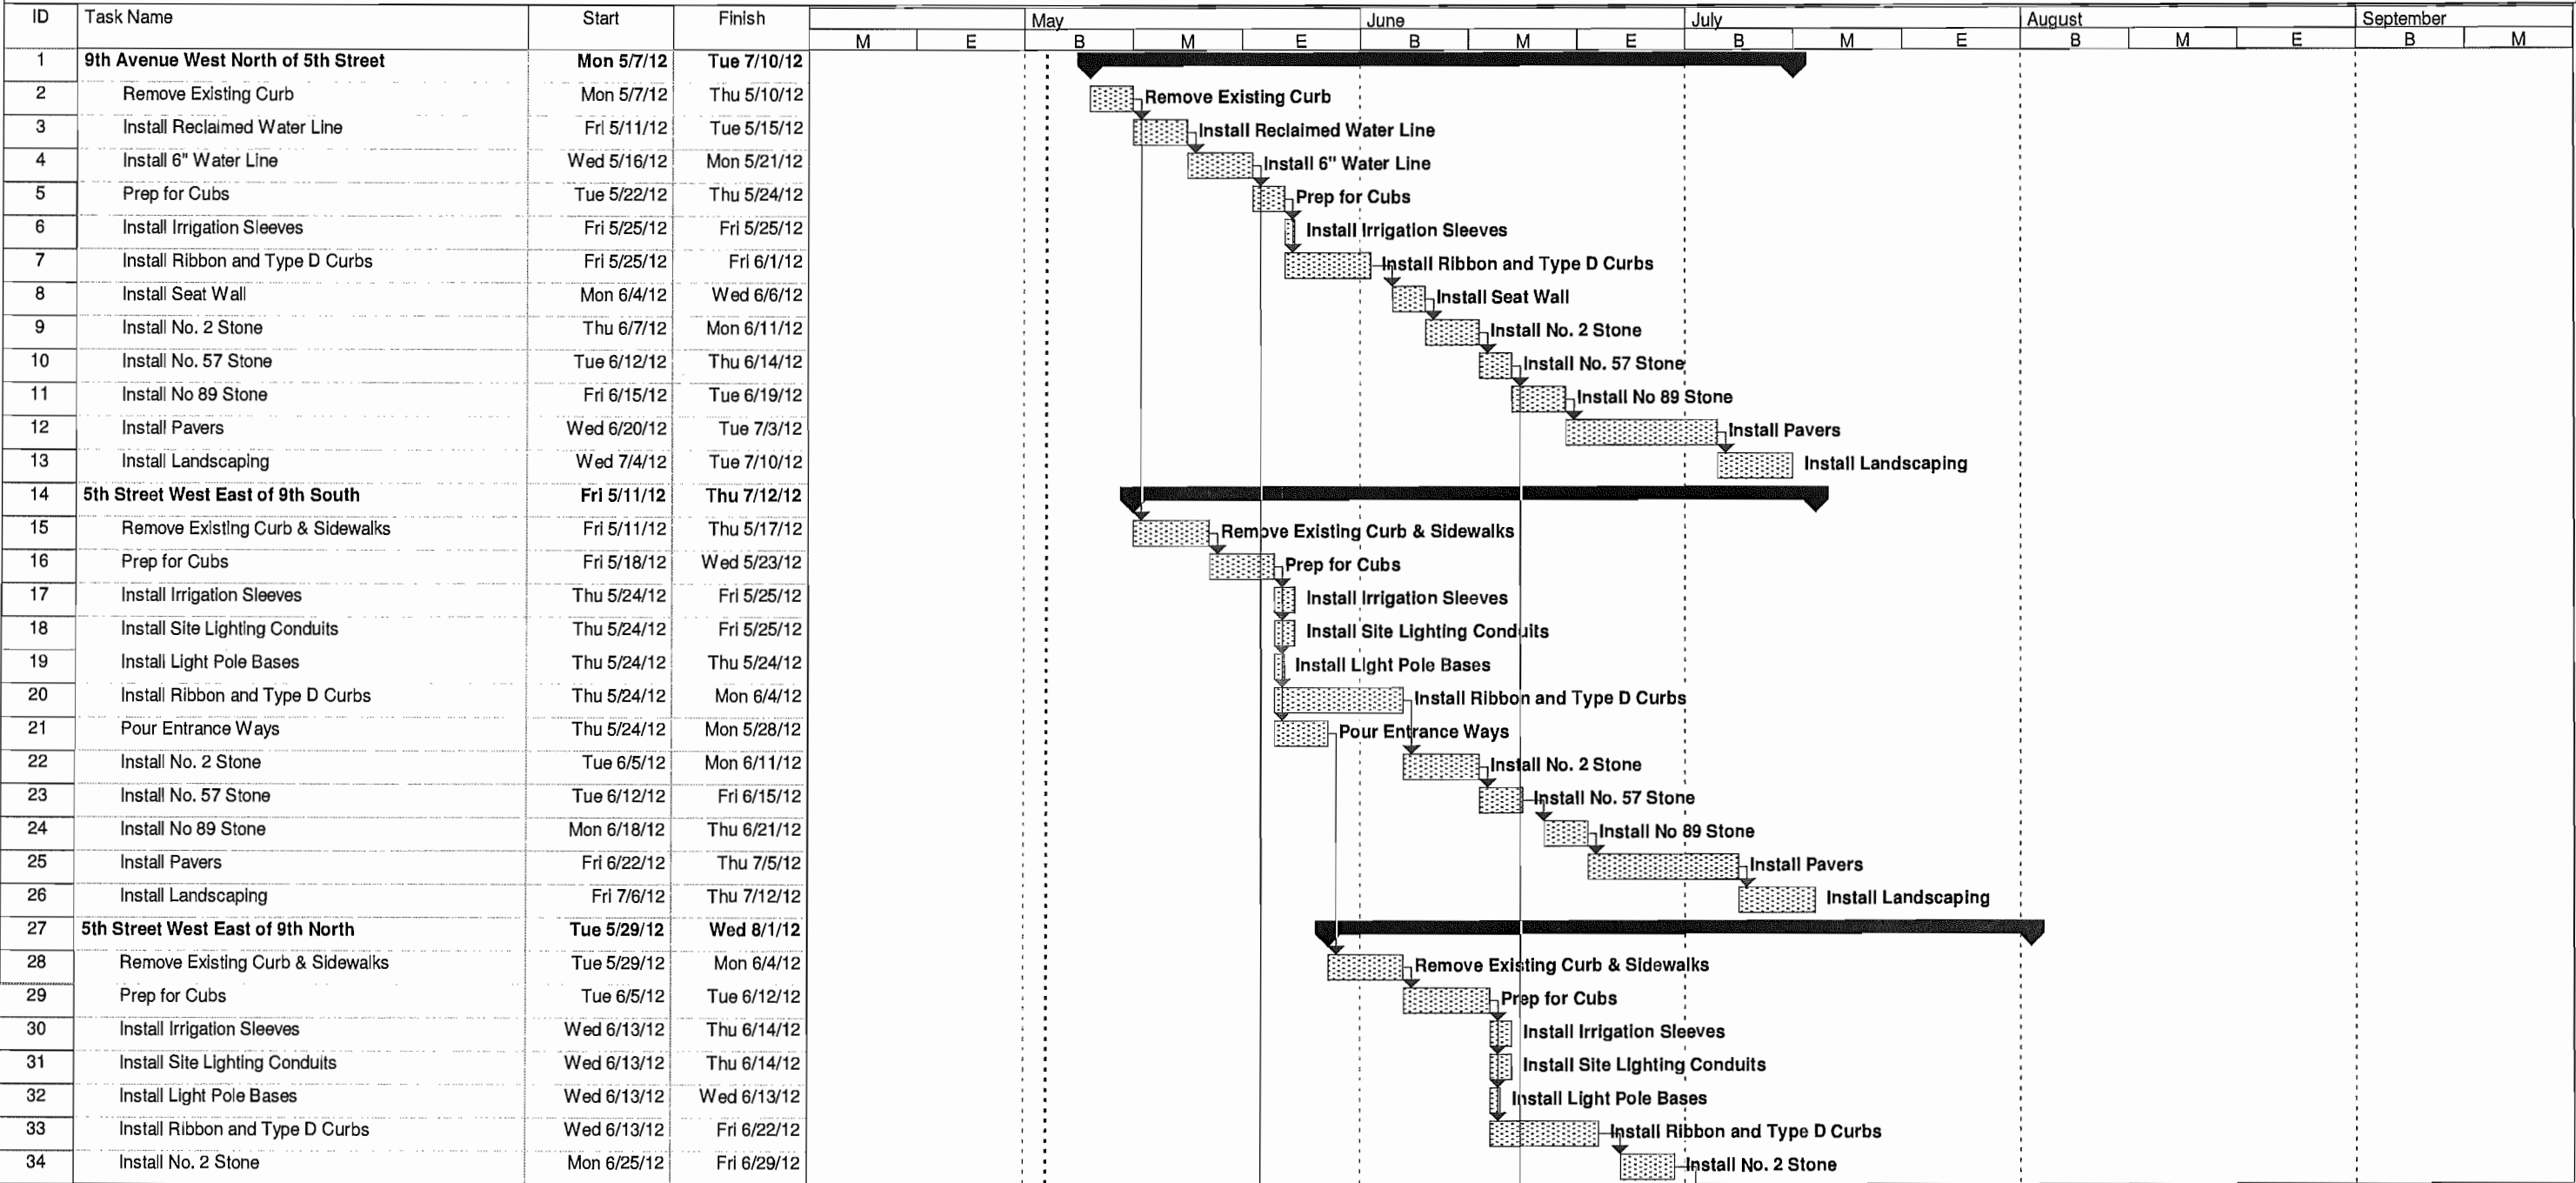 ID Task Name Start Finish May June July August September
M E B M E B M E B M E B M E B M
1 9th Avenue West North of 5th Street Mon 5/7/12 Tue 7/10/12
2 Remove Existing Curb Mon 5/7/12 Thu 5/10/12 Remove Existing Curb
3 Install Reclaimed Water Line Fri 5/11/12 Tue 5/15/12 Install Reclaimed Water Line
4 Install 6" Water Line Wed 5/16/12 Mon 5/21/12 Install 6" Water Line
5 Prep for Cubs Tue 5/22/12 Thu 5/24/12 Prep for Cubs
6 Install Irrigation Sleeves Fri 5/25/12 Fri 5/25/12 Install Irrigation Sleeves
7 Install Ribbon and Type D Curbs Fri 5/25/12 Fri 6/1/12 Install Ribbon and Type D Curbs
8 Install Seat Wall Mon 6/4/12 Wed 6/6/12 Install Seat Wall
9 Install No. 2 Stone Thu 6/7/12 Mon 6/11/12 Install No. 2 Stone
10 Install No. 57 Stone Tue 6/12/12 Thu 6/14/12 Install No. 57 Stone
11 Install No 89 Stone Fri 6/15/12 Tue 6/19/12 Install No 89 Stone
12 Install Pavers Wed 6/20/12 Tue 7/3/12 Install Pavers
13 Install Landscaping Wed 7/4/12 Tue 7/10/12 Install Landscaping
14 5th Street West East of 9th South Fri 5/11/12 Thu 7/12/12
15 Remove Existing Curb & Sidewalks Fri 5/11/12 Thu 5/17/12 Remove Existing Curb & Sidewalks
16 Prep for Cubs Fri 5/18/12 Wed 5/23/12 Prep for Cubs
17 Install Irrigation Sleeves Thu 5/24/12 Fri 5/25/12 Install Irrigation Sleeves
18 Install Site Lighting Conduits Thu 5/24/12 Fri 5/25/12 Install Site Lighting Conduits
19 Install Light Pole Bases Thu 5/24/12 Thu 5/24/12 Install Light Pole Bases
20 Install Ribbon and Type D Curbs Thu 5/24/12 Mon 6/4/12 Install Ribbon and Type D Curbs
21 Pour Entrance Ways Thu 5/24/12 Mon 5/28/12 Pour Entrance Ways
22 Install No. 2 Stone Tue 6/5/12 Mon 6/11/12 Install No. 2 Stone
23 Install No. 57 Stone Tue 6/12/12 Fri 6/15/12 Install No. 57 Stone
24 Install No 89 Stone Mon 6/18/12 Thu 6/21/12 Install No 89 Stone
25 Install Pavers Fri 6/22/12 Thu 7/5/12 Install Pavers
26 Install Landscaping Fri 7/6/12 Thu 7/12/12 Install Landscaping
27 5th Street West East of 9th North Tue 5/29/12 Wed 8/1/12
28 Remove Existing Curb & Sidewalks Tue 5/29/12 Mon 6/4/12 Remove Existing Curb & Sidewalks
29 Prep for Cubs Tue 6/5/12 Tue 6/12/12 Prep for Cubs
30 Install Irrigation Sleeves Wed 6/13/12 Thu 6/14/12 Install Irrigation Sleeves
31 Install Site Lighting Conduits Wed 6/13/12 Thu 6/14/12 Install Site Lighting Conduits
32 Install Light Pole Bases Wed 6/13/12 Wed 6/13/12 Install Light Pole Bases
33 Install Ribbon and Type D Curbs Wed 6/13/12 Fri 6/22/12 Install Ribbon and Type D Curbs
34 Install No. 2 Stone Mon 6/25/12 Fri 6/29/12 Install No. 2 Stone